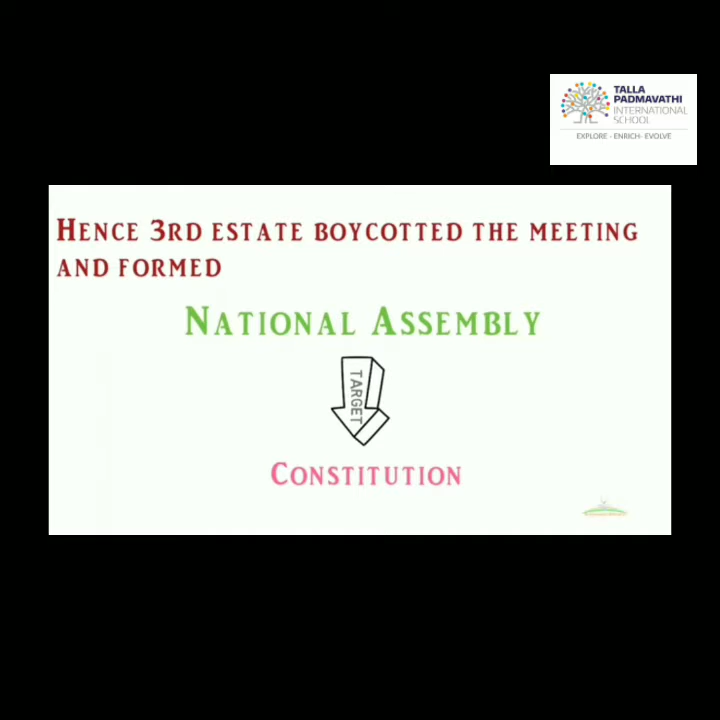 TALLA
PADMAVATHI
INTERNATIONAL
SCHOOL
EXPLORE - ENRICH- EVOLVE
HENCE 3RD ESTATE BOYCOTTED THE MEETING
AND FORMED
NATIONAL ASSEMBLY
TARGET
CONSTITUTION